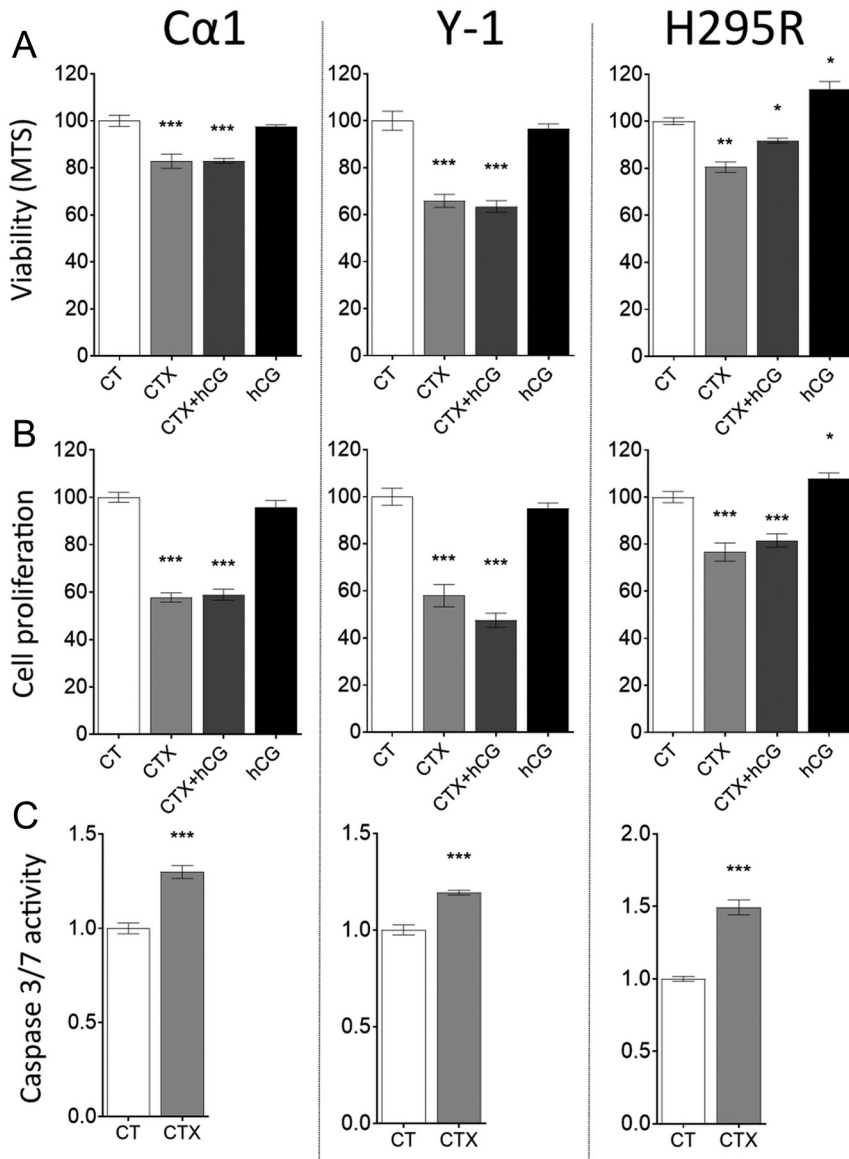 Cα1 Y-1 H295R
A
Viability (MTS)
120 100 80 60 40 20 0
*** ***
CT CTX CTX+hCG hCG
120 100 80 60 40 20 0
*** ***
CT CTX CTX+hCG hCG
120 100 80 60 40 20 0
** * *
CT CTX CTX+hCG hCG
B
Cell proliferation
120 100 80 60 40 20 0
*** ***
CT CTX CTX+hCG hCG
120 100 80 60 40 20 0
*** ***
CT CTX CTX+hCG hCG
120 100 80 60 40 20 0
*** *** *
CT CTX CTX+hCG hCG
C
Caspase 3/7 activity
1.5 1.0 0.5 0.0
***
CT CTX
1.5 1.0 0.5 0.0
***
CT CTX
2.0 1.5 1.0 0.5 0.0
***
CT CTX